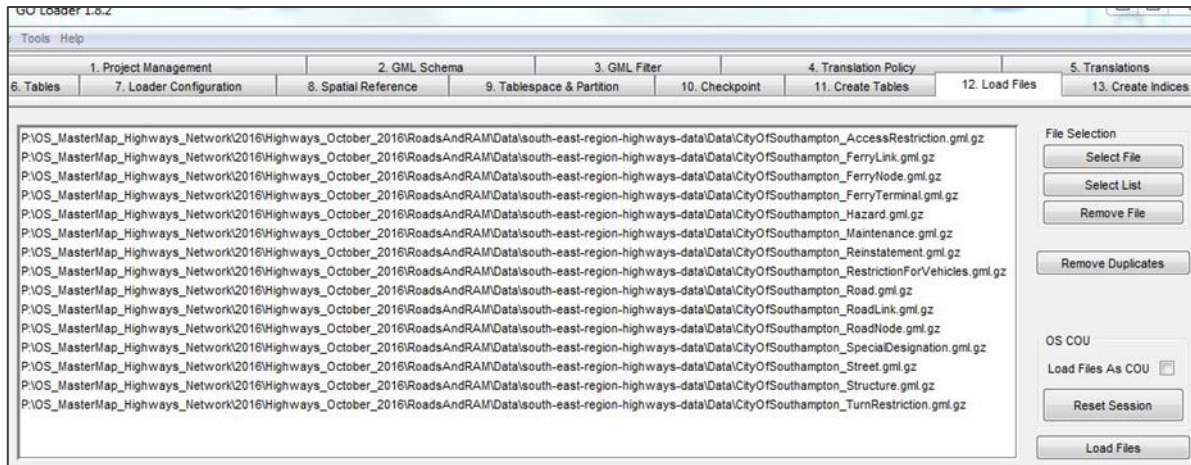 GO Loader 1.8.2
Tools Help
1. Project Management 2. GML Schema 3. GML Filter 4. Translation Policy 5. Translations
6. Tables 7. Loader Configuration 8. Spatial Reference 9. Tablespace & Partition 10. Checkpoint 11. Create Tables 12. Load Files 13. Create Indices
P:\OS_MasterMap_Highways_Network\2016\Highways_October_2016\RoadsAndRAM\Data\south-east-region-highways-data\Data\CityOfSouthampton_AccessRestriction.gml.gz
P:\OS_MasterMap_Highways_Network\2016\Highways_October_2016\RoadsAndRAM\Data\south-east-region-highways-data\Data\CityOfSouthampton_FerryLink.gml.gz
P:\OS_MasterMap_Highways_Network\2016\Highways_October_2016\RoadsAndRAM\Data\south-east-region-highways-data\Data\CityOfSouthampton_FerryNode.gml.gz
P:\OS_MasterMap_Highways_Network\2016\Highways_October_2016\RoadsAndRAM\Data\south-east-region-highways-data\Data\CityOfSouthampton_FerryTerminal.gml.gz
P:\OS_MasterMap_Highways_Network\2016\Highways_October_2016\RoadsAndRAM\Data\south-east-region-highways-data\Data\CityOfSouthampton_Hazard.gml.gz
P:\OS_MasterMap_Highways_Network\2016\Highways_October_2016\RoadsAndRAM\Data\south-east-region-highways-data\Data\CityOfSouthampton_Maintenance.gml.gz
P:\OS_MasterMap_Highways_Network\2016\Highways_October_2016\RoadsAndRAM\Data\south-east-region-highways-data\Data\CityOfSouthampton_Reinstatement.gml.gz
P:\OS_MasterMap_Highways_Network\2016\Highways_October_2016\RoadsAndRAM\Data\south-east-region-highways-data\Data\CityOfSouthampton_RestrictionForVehicles.gml.gz
P:\OS_MasterMap_Highways_Network\2016\Highways_October_2016\RoadsAndRAM\Data\south-east-region-highways-data\Data\CityOfSouthampton_Road.gml.gz
P:\OS_MasterMap_Highways_Network\2016\Highways_October_2016\RoadsAndRAM\Data\south-east-region-highways-data\Data\CityOfSouthampton_RoadLink.gml.gz
P:\OS_MasterMap_Highways_Network\2016\Highways_October_2016\RoadsAndRAM\Data\south-east-region-highways-data\Data\CityOfSouthampton_RoadNode.gml.gz
P:\OS_MasterMap_Highways_Network\2016\Highways_October_2016\RoadsAndRAM\Data\south-east-region-highways-data\Data\CityOfSouthampton_SpecialDesignation.gml.gz
P:\OS_MasterMap_Highways_Network\2016\Highways_October_2016\RoadsAndRAM\Data\south-east-region-highways-data\Data\CityOfSouthampton_Street.gml.gz
P:\OS_MasterMap_Highways_Network\2016\Highways_October_2016\RoadsAndRAM\Data\south-east-region-highways-data\Data\CityOfSouthampton_Structure.gml.gz
P:\OS_MasterMap_Highways_Network\2016\Highways_October_2016\RoadsAndRAM\Data\south-east-region-highways-data\Data\CityOfSouthampton_TurnRestriction.gml.gz
File Selection
Select File
Select List
Remove File
Remove Duplicates
OS COU
Load Files As COU
Reset Session
Load Files